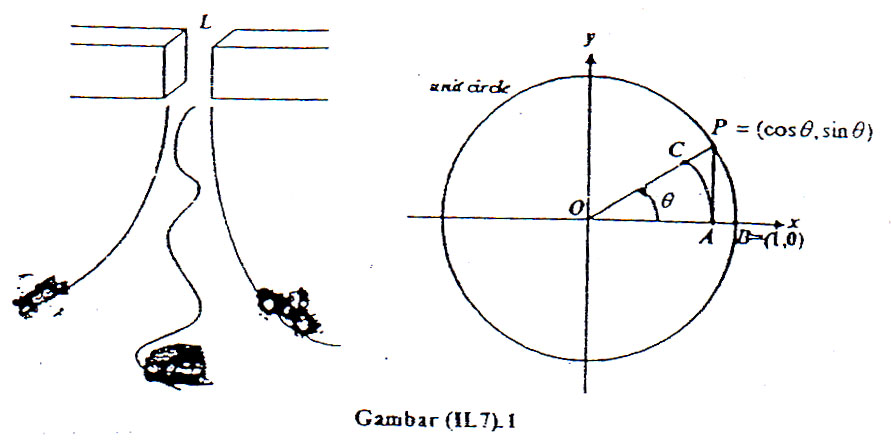 L
y
unit circle
P = (cos θ, sin θ)
C
O
θ
x
A
B=(1,0)
Gambar (II.7).1